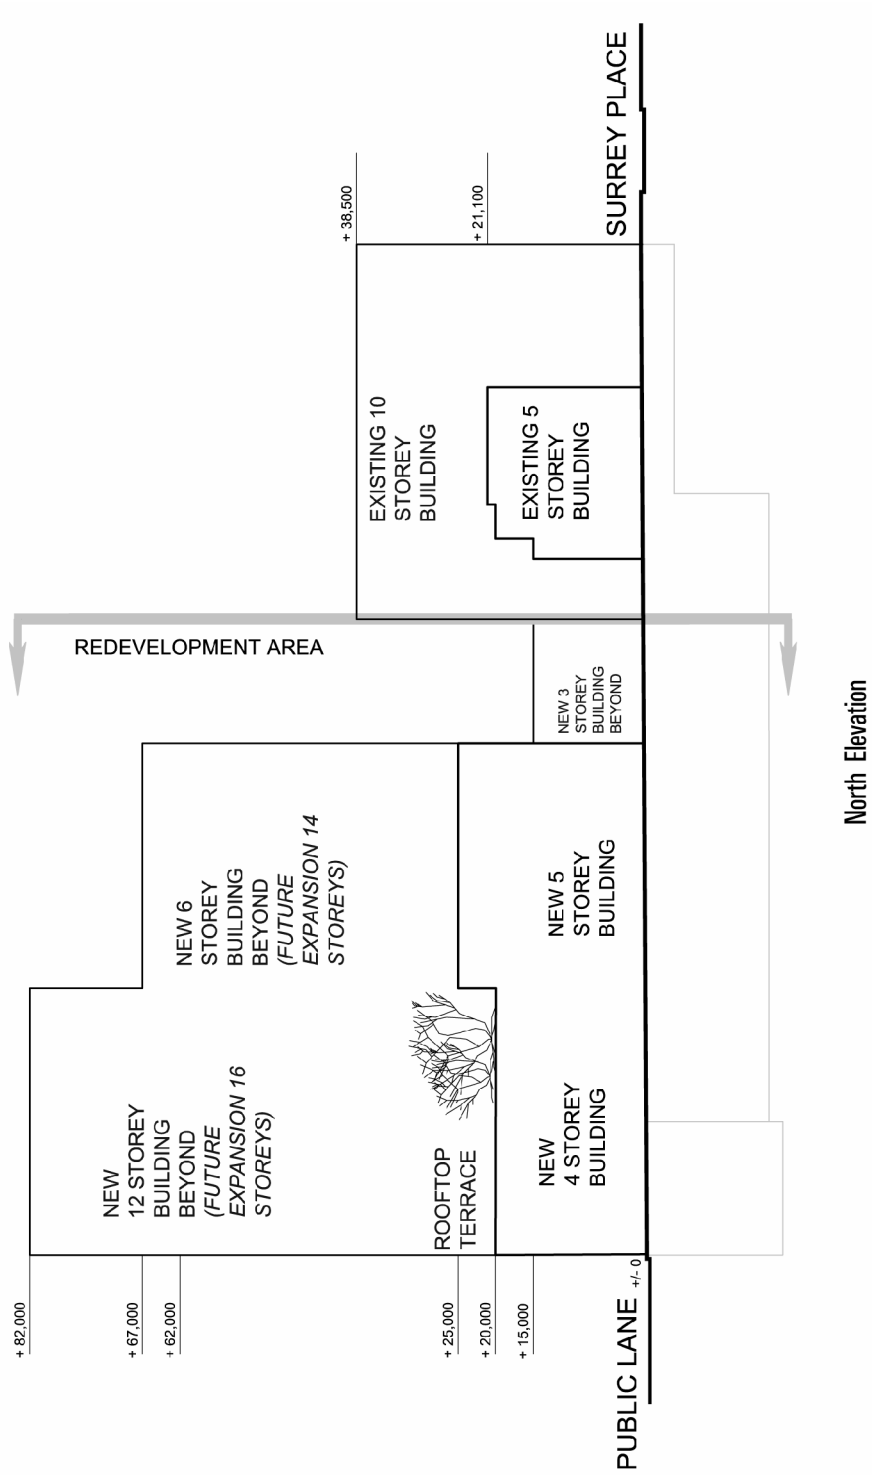 + 82,000
+ 67,000
+ 62,000
+ 25,000
+ 20,000
+ 15,000
+/- 0
PUBLIC LANE
NEW
12 STOREY
BUILDING
BEYOND
(FUTURE
EXPANSION 16
STOREYS)
ROOFTOP
TERRACE
NEW
4 STOREY
BUILDING
NEW 6
STOREY
BUILDING
BEYOND
(FUTURE
EXPANSION 14
STOREYS)
NEW 5
STOREY
BUILDING
REDEVELOPMENT AREA
NEW 3
STOREY
BUILDING
BEYOND
EXISTING 10
STOREY
BUILDING
EXISTING 5
STOREY
BUILDING
+ 38,500
+ 21,100
SURREY PLACE
North Elevation